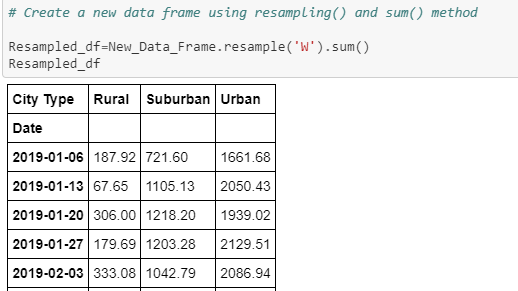 # Create a new data frame using resampling() and sum() method
Resampled_df=New_Data_Frame.resample('W').sum()
Resampled_df
City Type Rural Suburban Urban
Date
2019-01-06 187.92 721.60 1661.68
2019-01-13 67.65 1105.13 2050.43
2019-01-20 306.00 1218.20 1939.02
2019-01-27 179.69 1203.28 2129.51
2019-02-03 333.08 1042.79 2086.94